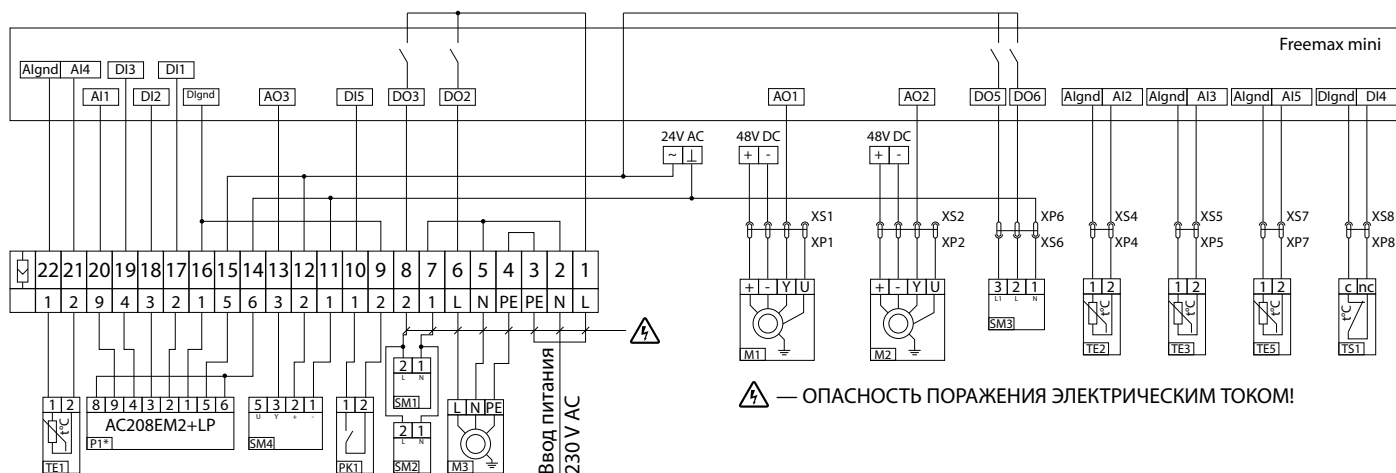 Freemax mini
AIgnd AI4 DI3 DI1
AI1 DI2 DIgnd AO3 DI5 DO3 DO2 AO1 AO2 DO5 DO6 AIgnd AI2 AIgnd AI3 AIgnd AI5 DIgnd DI4
24V AC 48V DC 48V DC
~ ⊥ + - + -
XS1 XS2 XP6 XS4 XS5 XS7 XS8
XP1 XP2 XS6 XP4 XP5 XP7 XP8
22 21 20 19 18 17 16 15 14 13 12 11 10 9 8 7 6 5 4 3 2 1
1 2 9 4 3 2 1 5 6 3 2 1 1 2 2 1 L N PE PE N L
+ - Y U + - Y U 3 2 1 1 2 1 2 1 2 c nc
L1 L N
t°C t°C t°C t°C
M1 M2 SM3 TE2 TE3 TE5 TS1
2 1
L N
SM1
1 2 8 9 4 3 2 1 5 6 5 3 2 1 1 2 L N PE
U Y + -
t°C AC208EM2+LP
2 1
L N
TE1 P1* SM4 PK1 SM2 M3
Ввод питания
230 V AC
— ОПАСНОСТЬ ПОРАЖЕНИЯ ЭЛЕКТРИЧЕСКИМ ТОКОМ!